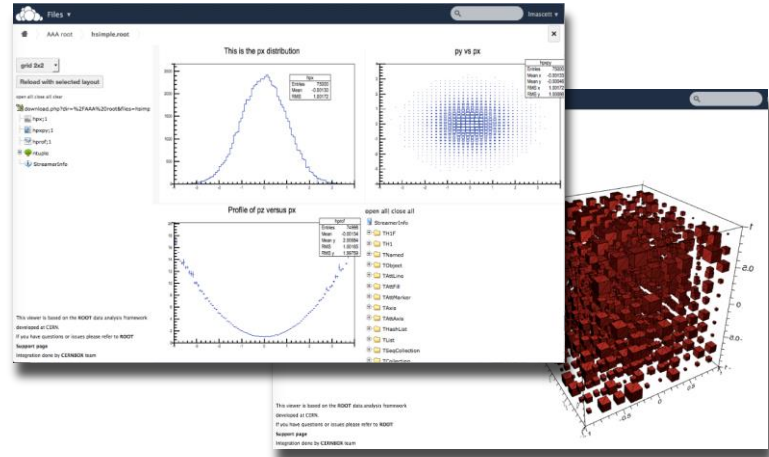 Files
lmascett
AAA root
hsimple.root
grid 2x2
Reload with selected layout
open all close all clear
download.php?dir=%2FAAA%20root&files=hsimp
hpx;1
hpxpy;1
hprof;1
ntuple
StreamerInfo
This is the px distribution
hpx
Entries 75000
RMS 1.00172
py vs px
hpxpy
Entries 75000
Profile of pz versus px
hprof
open all| close all
StreamerInfo
TH1F
TH1
TNamed
TObject
TAttLine
TAttFill
TAttMarker
TAxis
TAttAxis
THashList
TList
TSeqCollection
TCollection
This viewer is based on the ROOT data analysis framework
developed at CERN.
If you have questions or issues please refer to ROOT
Support page
Integration done by CERNBOX team
This viewer is based on the ROOT data analysis framework
developed at CERN.
If you have questions or issues please refer to ROOT
Support page
Integration done by CERNBOX team